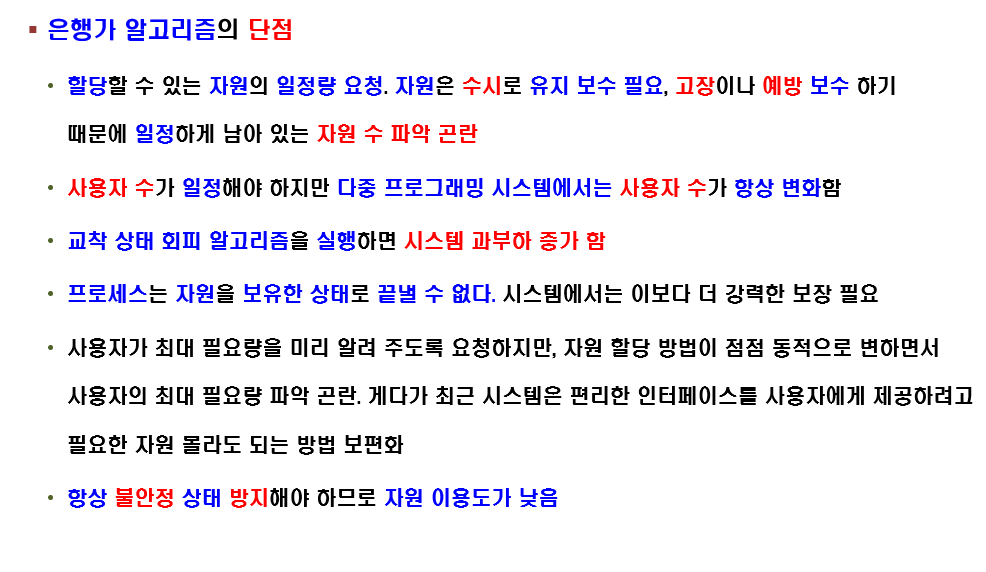 ▪ 은행가 알고리즘의 단점
• 할당할 수 있는 자원의 일정량 요청. 자원은 수시로 유지 보수 필요, 고장이나 예방 보수 하기
때문에 일정하게 남아 있는 자원 수 파악 곤란
• 사용자 수가 일정해야 하지만 다중 프로그래밍 시스템에서는 사용자 수가 항상 변화함
• 교착 상태 회피 알고리즘을 실행하면 시스템 과부하 증가 함
• 프로세스는 자원을 보유한 상태로 끝낼 수 없다. 시스템에서는 이보다 더 강력한 보장 필요
• 사용자가 최대 필요량을 미리 알려 주도록 요청하지만, 자원 할당 방법이 점점 동적으로 변하면서
사용자의 최대 필요량 파악 곤란. 게다가 최근 시스템은 편리한 인터페이스를 사용자에게 제공하려고
필요한 자원 몰라도 되는 방법 보편화
• 항상 불안정 상태 방지해야 하므로 자원 이용도가 낮음